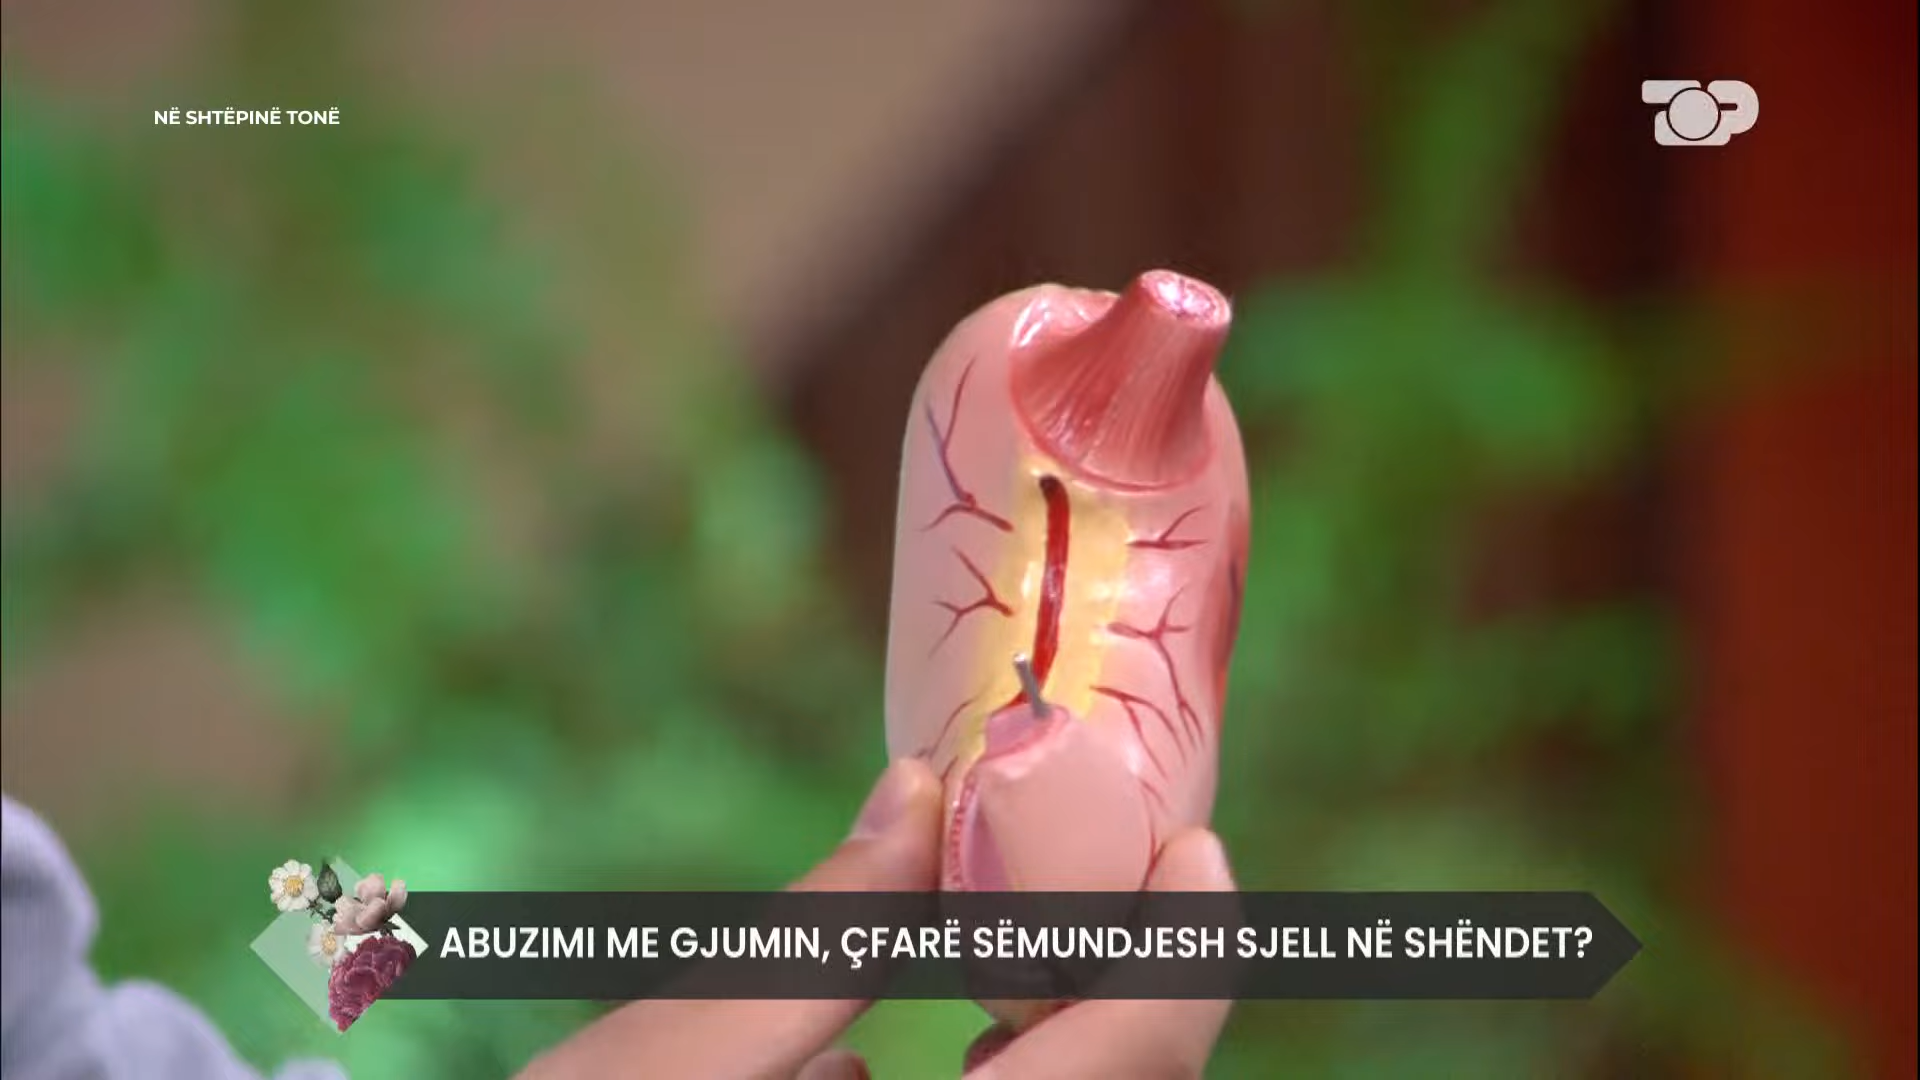 NË SHTËPINË TONË
TOP
ABUZIMI ME GJUMIN, ÇFARË SËMUNDJESH SJELL NË SHËNDET?